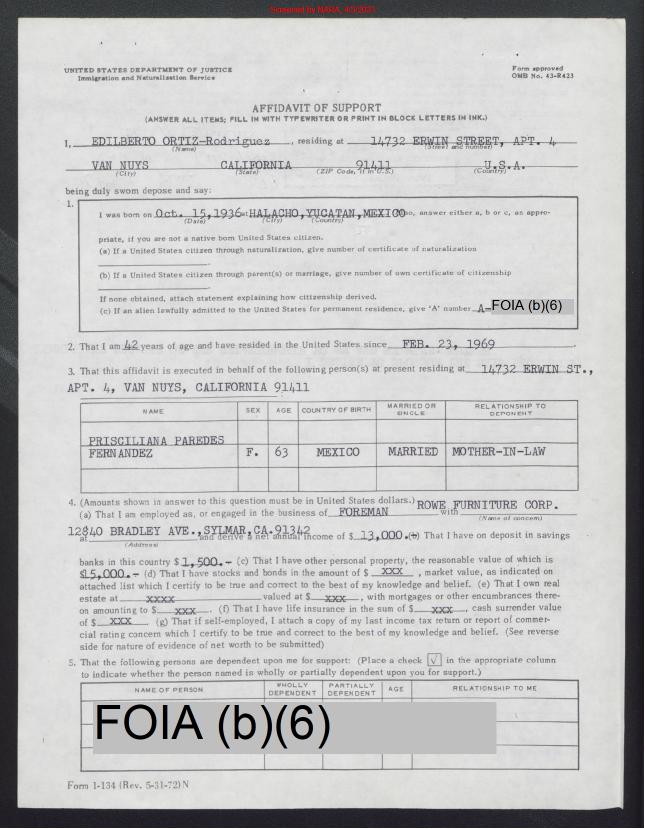 Screened by NARA, 4/5/2021
UNITED STATES DEPARTMENT OF JUSTICE
Immigration and Naturalization Service
Form approved
OMB No. 43-R423
AFFIDAVIT OF SUPPORT
(ANSWER ALL ITEMS; FILL IN WITH TYPEWRITER OR PRINT IN BLOCK LETTERS IN INK.)
I, EDILBERTO ORTIZ-Rodriguez, residing at 14732 ERWIN STREET, APT. 4
(Name) (Street and number)
VAN NUYS CALIFORNIA 91411 U.S.A.
(City) (State) (ZIP Code, if in U.S.) (Country)
being duly sworn depose and say:
1.
I was born on Oct. 15,1936 at HALACHO,YUCATAN,MEXICO so, answer either a, b or c, as appro-
(Date) (City) (Country)
priate, if you are not a native born United States citizen.
(a) If a United States citizen through naturalization, give number of certificate of naturalization
(b) If a United States citizen through parent(s) or marriage, give number of own certificate of citizenship
If none obtained, attach statement explaining how citizenship derived.
(c) If an alien lawfully admitted to the United States for permanent residence, give "A" number A- FOIA (b)(6)
2. That I am 42 years of age and have resided in the United States since FEB. 23, 1969.
3. That this affidavit is executed in behalf of the following person(s) at present residing at 14732 ERWIN ST.,
APT. 4, VAN NUYS, CALIFORNIA 91411
NAME SEX AGE COUNTRY OF BIRTH MARRIED OR SINGLE RELATIONSHIP TO DEPONENT
PRISCILIANA PAREDES
FERNANDEZ F. 63 MEXICO MARRIED MOTHER-IN-LAW
4. (Amounts shown in answer to this question must be in United States dollars.)
(a) That I am employed as, or engaged in the business of FOREMAN with ROWE FURNITURE CORP.
(Name of concern)
12840 BRADLEY AVE.,SYLMAR,CA.91342
at and derive a net annual income of $ 13,000.- (b) That I have on deposit in savings
(Address)
banks in this country $ 1,500.- (c) That I have other personal property, the reasonable value of which is
$15,000.- (d) That I have stocks and bonds in the amount of $ XXX , market value, as indicated on
attached list which I certify to be true and correct to the best of my knowledge and belief. (e) That I own real
estate at XXXX valued at $ XXX , with mortgages or other encumbrances there-
on amounting to $ XXX . (f) That I have life insurance in the sum of $ XXX , cash surrender value
of $ XXX (g) That if self-employed, I attach a copy of my last income tax return or report of commer-
cial rating concern which I certify to be true and correct to the best of my knowledge and belief. (See reverse
side for nature of evidence of net worth to be submitted)
5. That the following persons are dependent upon me for support: (Place a check √ in the appropriate column
to indicate whether the person named is wholly or partially dependent upon you for support.)
NAME OF PERSON WHOLLY DEPENDENT PARTIALLY DEPENDENT AGE RELATIONSHIP TO ME
FOIA (b)(6)
Form I-134 (Rev. 5-31-72) N